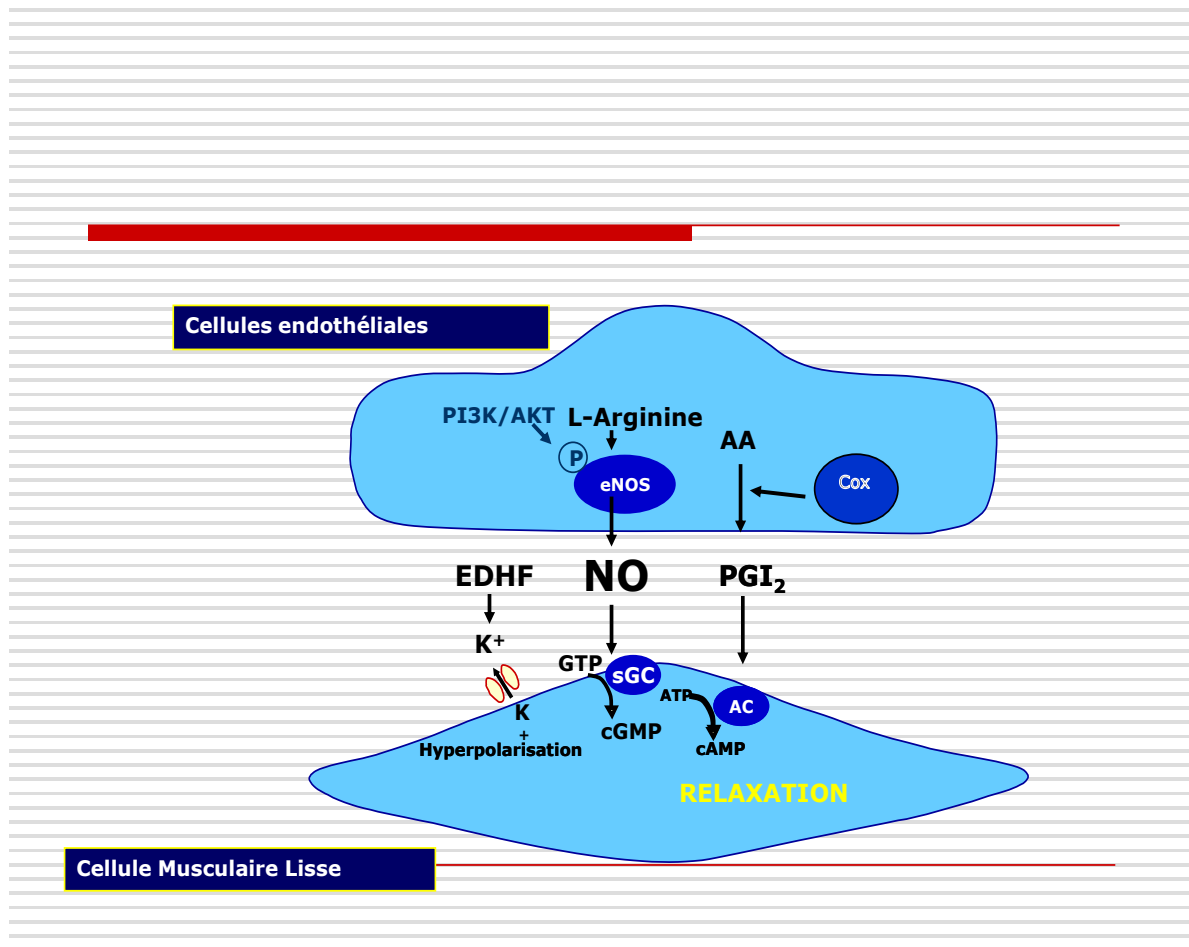 Cellules endothéliales
PI3K/AKT L-Arginine
AA
P
eNOS
Cox
EDHF NO PGI₂
K⁺
GTP sGC
ATP AC
K
+
cGMP
Hyperpolarisation cAMP
RELAXATION
Cellule Musculaire Lisse